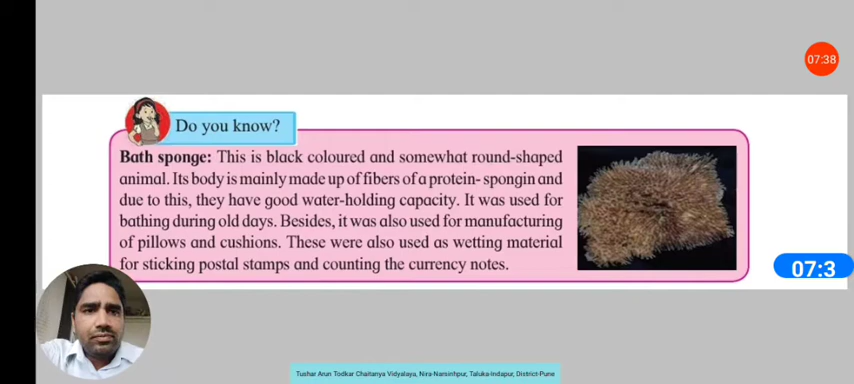 07:38
Do you know?
Bath sponge: This is black coloured and somewhat round-shaped
animal. Its body is mainly made up of fibers of a protein- spongin and
due to this, they have good water-holding capacity. It was used for
bathing during old days. Besides, it was also used for manufacturing
of pillows and cushions. These were also used as wetting material
for sticking postal stamps and counting the currency notes.
07:3
Tushar Arun Todkar Chaitanya Vidyalaya, Nira-Narsinhpur, Taluka-Indapur, District-Pune